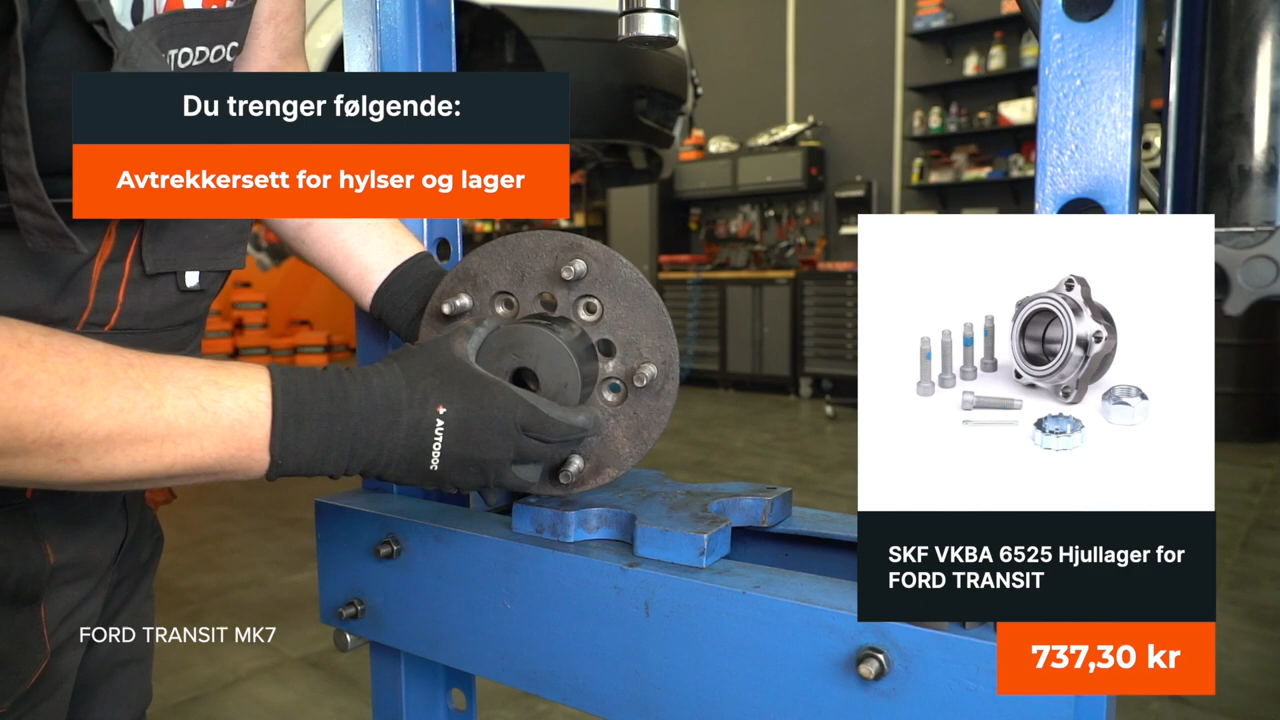 UTODOC
Du trenger følgende:
Avtrekkersett for hylser og lager
AUTODOC
SKF VKBA 6525 Hjullager for
FORD TRANSIT
737,30 kr
FORD TRANSIT MK7